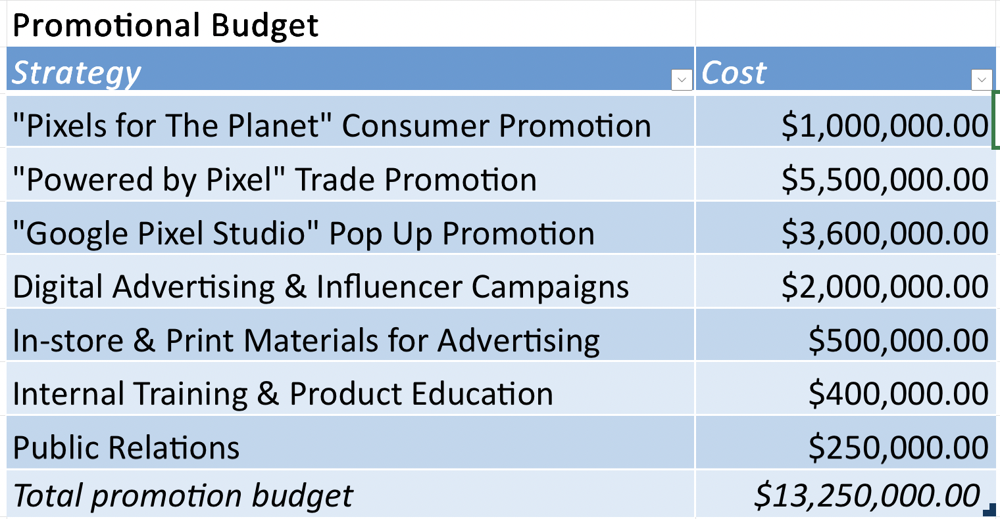 Promotional Budget
Strategy Cost
"Pixels for The Planet" Consumer Promotion $1,000,000.00
"Powered by Pixel" Trade Promotion $5,500,000.00
"Google Pixel Studio" Pop Up Promotion $3,600,000.00
Digital Advertising & Influencer Campaigns $2,000,000.00
In-store & Print Materials for Advertising $500,000.00
Internal Training & Product Education $400,000.00
Public Relations $250,000.00
Total promotion budget $13,250,000.00